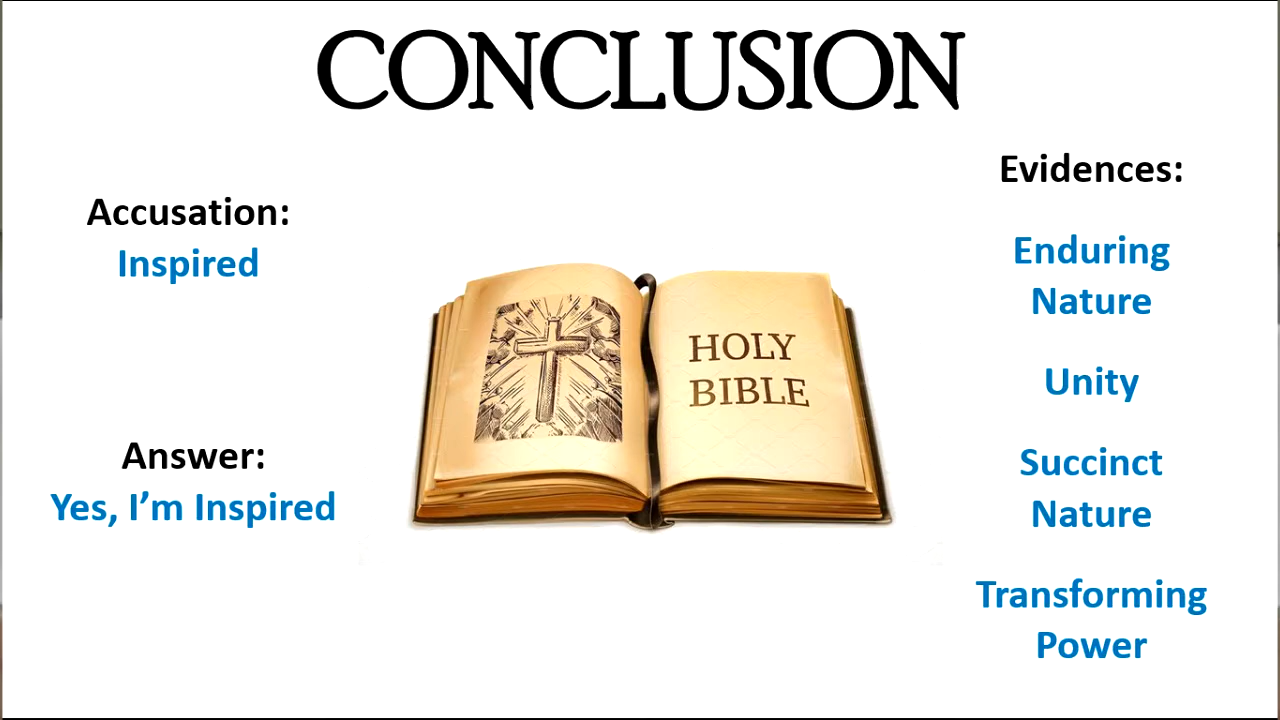 CONCLUSION
Accusation:
Inspired
Answer:
Yes, I’m Inspired
HOLY
BIBLE
Evidences:
Enduring
Nature
Unity
Succinct
Nature
Transforming
Power